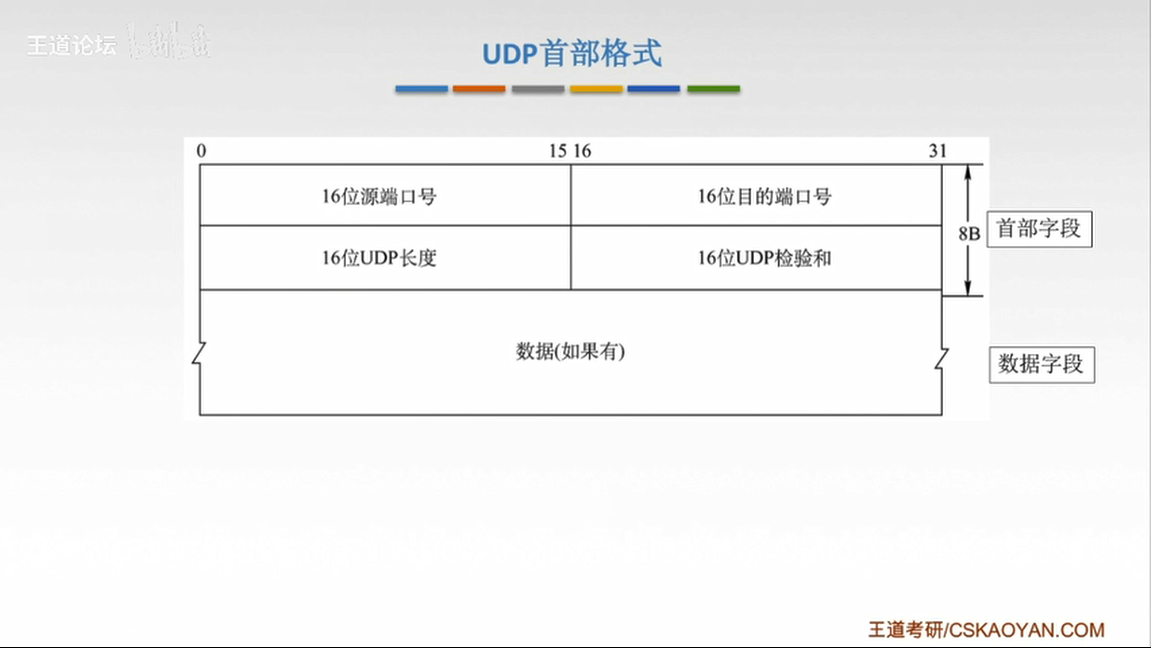 王道论坛
UDP首部格式
0 15 16 31
16位源端口号 16位目的端口号
8B 首部字段
16位UDP长度 16位UDP检验和
数据(如果有)
数据字段
王道考研/CSKAOYAN.COM